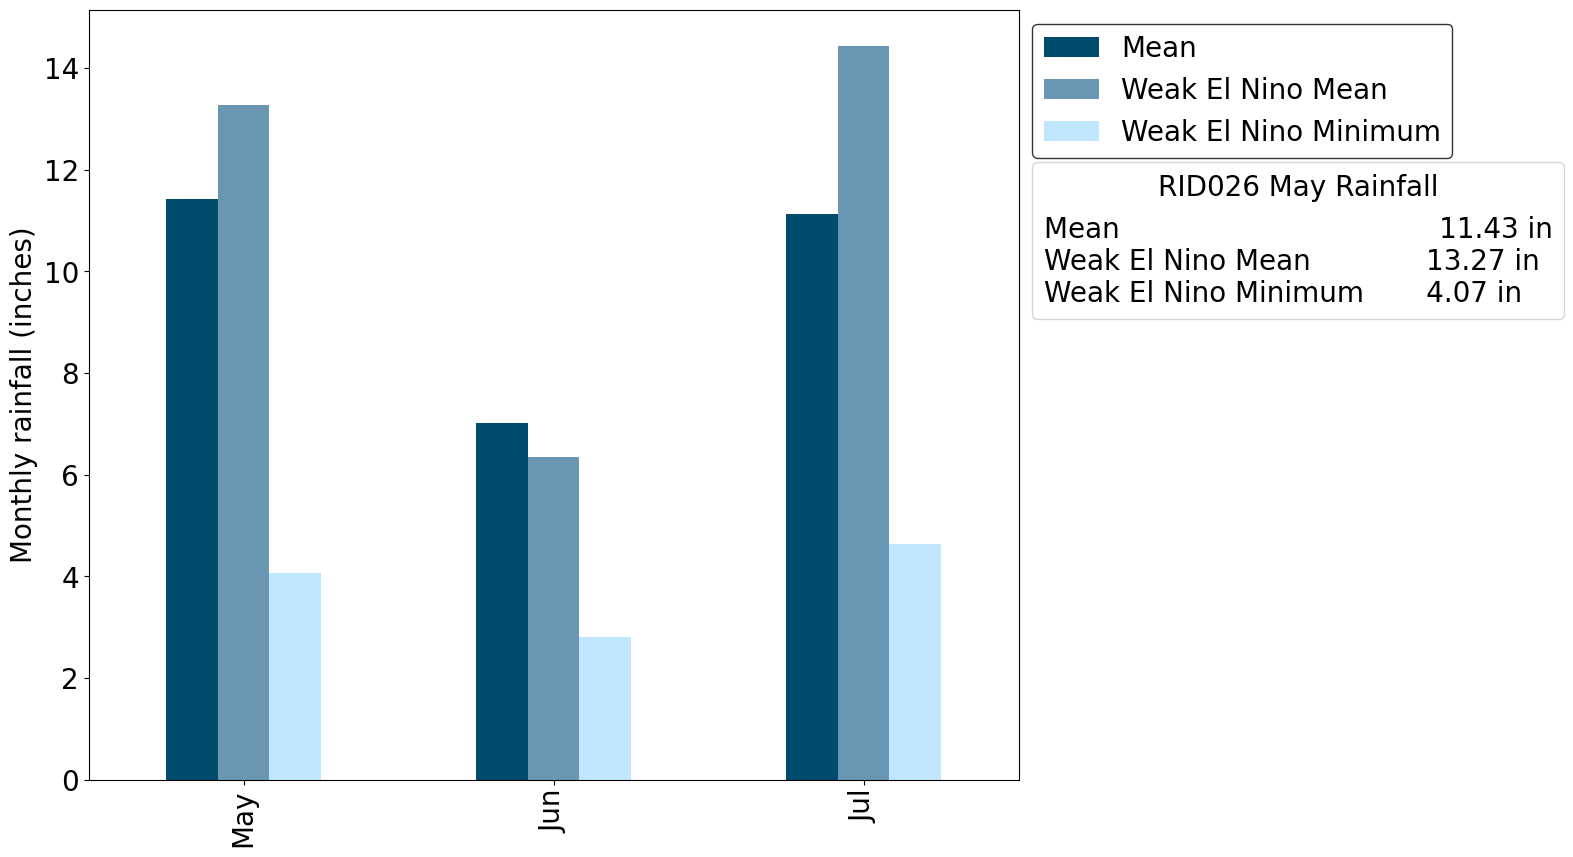 Monthly rainfall (inches)
14
12
10
8
6
4
2
0
May
Jun
Jul
Mean
Weak El Nino Mean
Weak El Nino Minimum
RID026 May Rainfall
Mean 11.43 in
Weak El Nino Mean 13.27 in
Weak El Nino Minimum 4.07 in